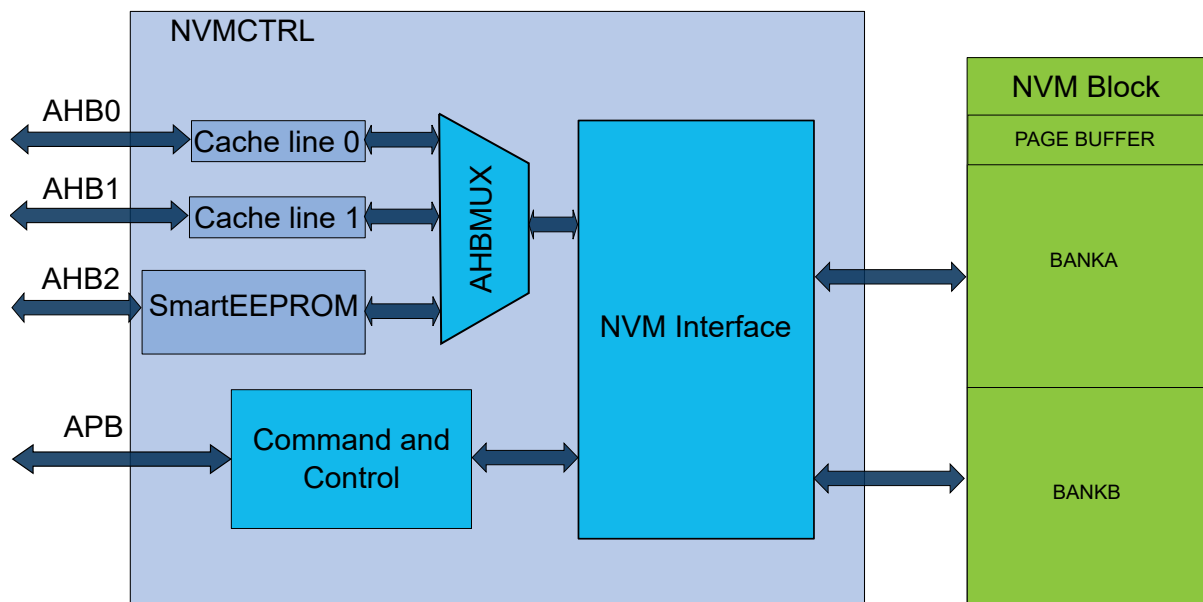 NVMCTRL
NVM Block
AHB0
Cache line 0
PAGE BUFFER
AHB1
Cache line 1
AHBMUX
BANKA
AHB2
SmartEEPROM
NVM Interface
APB
Command and
Control
BANKB